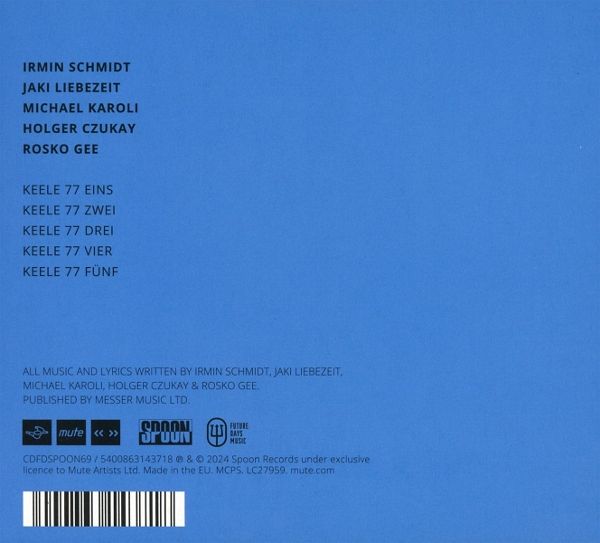 IRMIN SCHMIDT
JAKI LIEBEZEIT
MICHAEL KAROLI
HOLGER CZUKAY
ROSKO GEE
KEELE 77 EINS
KEELE 77 ZWEI
KEELE 77 DREI
KEELE 77 VIER
KEELE 77 FÜNF
ALL MUSIC AND LYRICS WRITTEN BY IRMIN SCHMIDT, JAKI LIEBEZEIT,
MICHAEL KAROLI, HOLGER CZUKAY & ROSKO GEE.
PUBLISHED BY MESSER MUSIC LTD.
mute « » SPOON FUTURE
DAYS
MUSIC
CDFDSPOON69 / 5400863143718 ℗ & © 2024 Spoon Records under exclusive
licence to Mute Artists Ltd. Made in the EU. MCPS. LC27959. mute.com